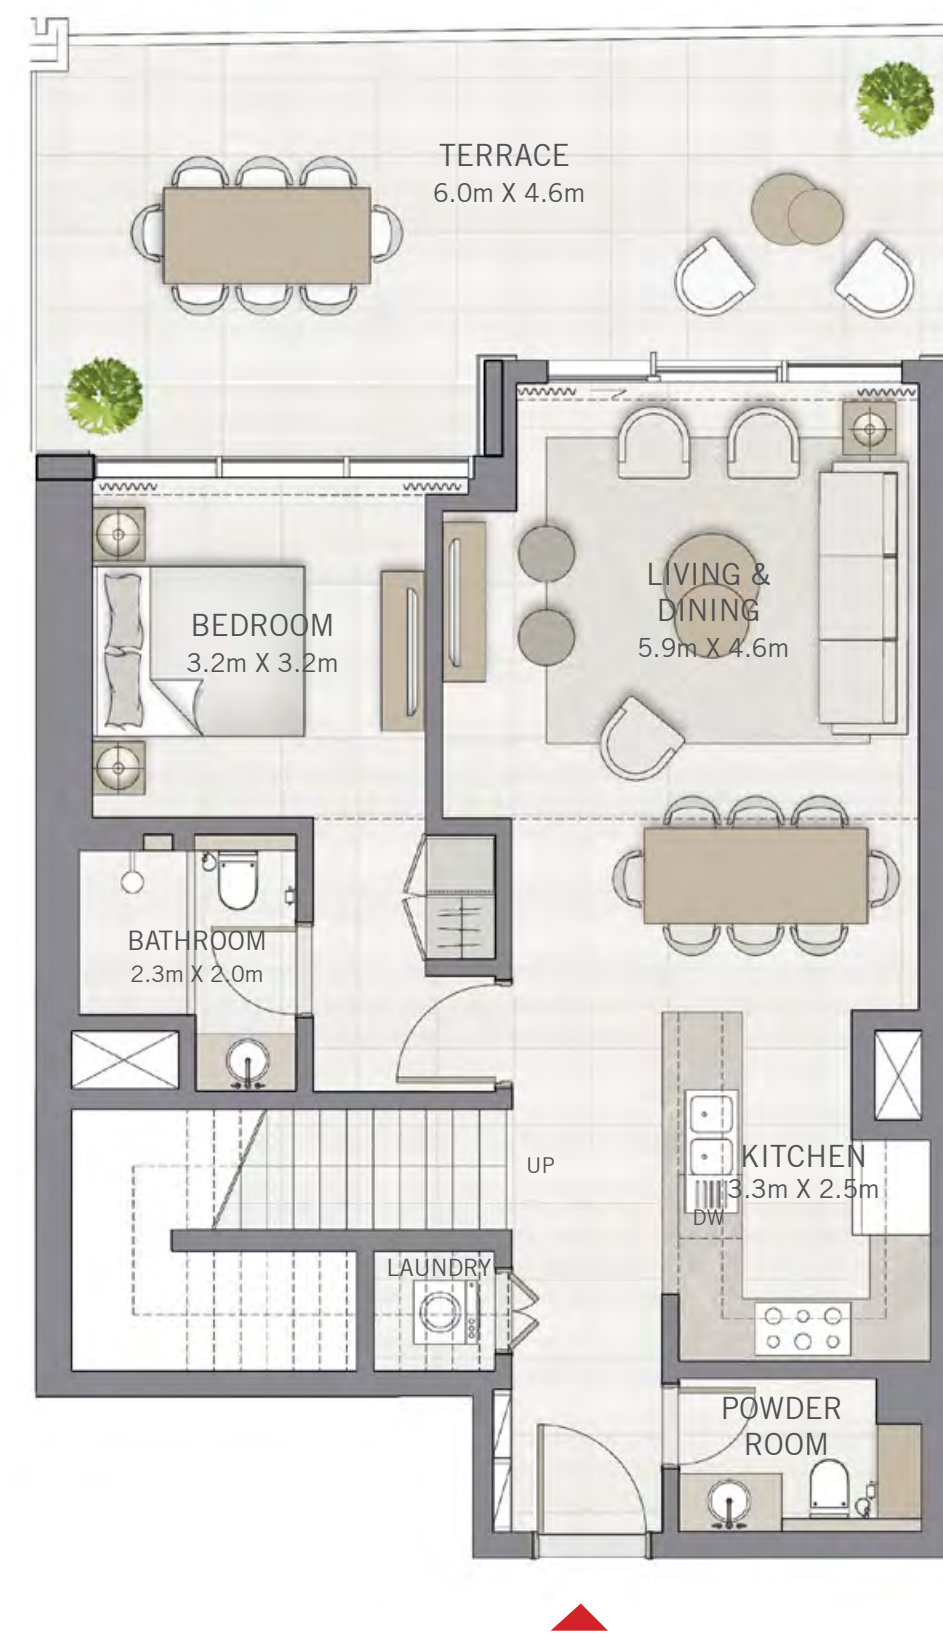 TERRACE
6.0m X 4.6m
LIVING &
DINING
5.9m X 4.6m
BEDROOM
3.2m X 3.2m
BATHROOM
2.3m X 2.0m
UP
KITCHEN
3.3m X 2.5m
DW
LAUNDRY
POWDER
ROOM